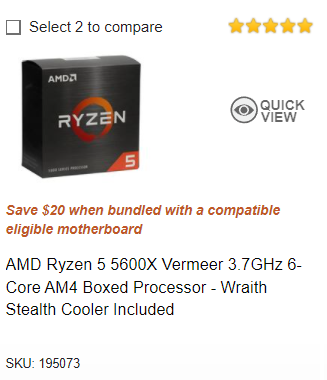 Select 2 to compare
AMD
RYZEN
5
QUICK
VIEW
Save $20 when bundled with a compatible
eligible motherboard
AMD Ryzen 5 5600X Vermeer 3.7GHz 6-
Core AM4 Boxed Processor - Wraith
Stealth Cooler Included
SKU: 195073